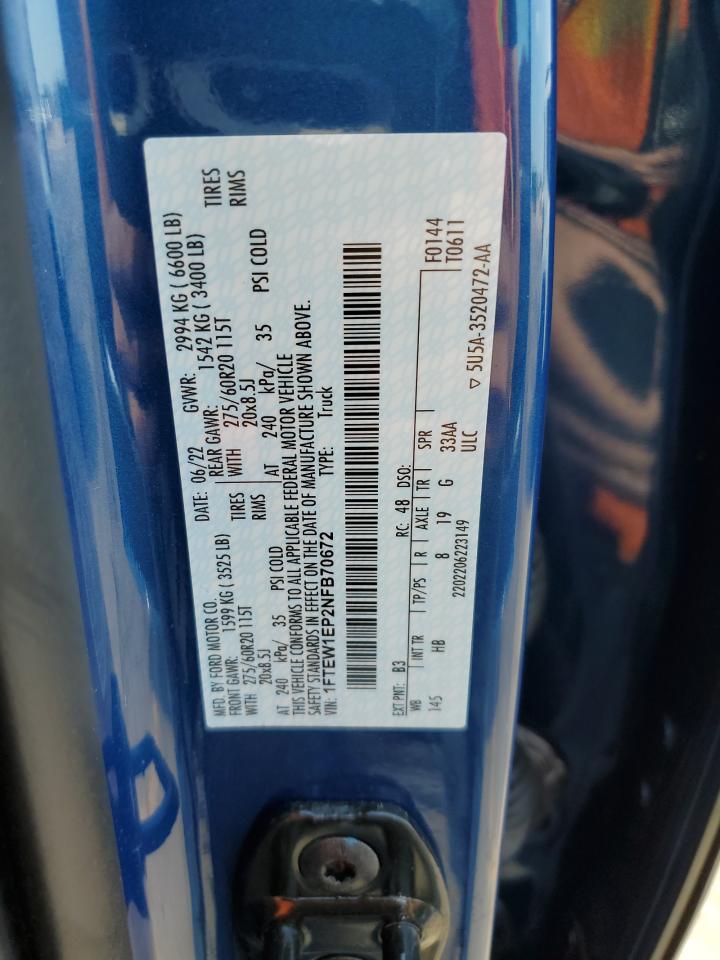 MFD. BY FORD MOTOR CO.
DATE: 06/22 GVWR: 2994 KG ( 6600 LB)
FRONT GAWR: 1599 KG ( 3525 LB)
REAR GAWR: 1542 KG ( 3400 LB)
WITH 275/60R20 115T TIRES
WITH 275/60R20 115T TIRES
20x8.5J RIMS
20x8.5J RIMS
AT 240 kPa/ 35 PSI COLD
AT 240 kPa/ 35 PSI COLD
THIS VEHICLE CONFORMS TO ALL APPLICABLE FEDERAL MOTOR VEHICLE
SAFETY STANDARDS IN EFFECT ON THE DATE OF MANUFACTURE SHOWN ABOVE.
VIN: 1FTEW1EP2NFB70672 TYPE: Truck
EXT PNT: B3 RC: 48 DSO: F0144
WB INT TR TP/PS R AXLE TR SPR T0611
145 HB 8 19 G 33AA
2202206223149 ULC ▽ 5U5A-3520472-AA